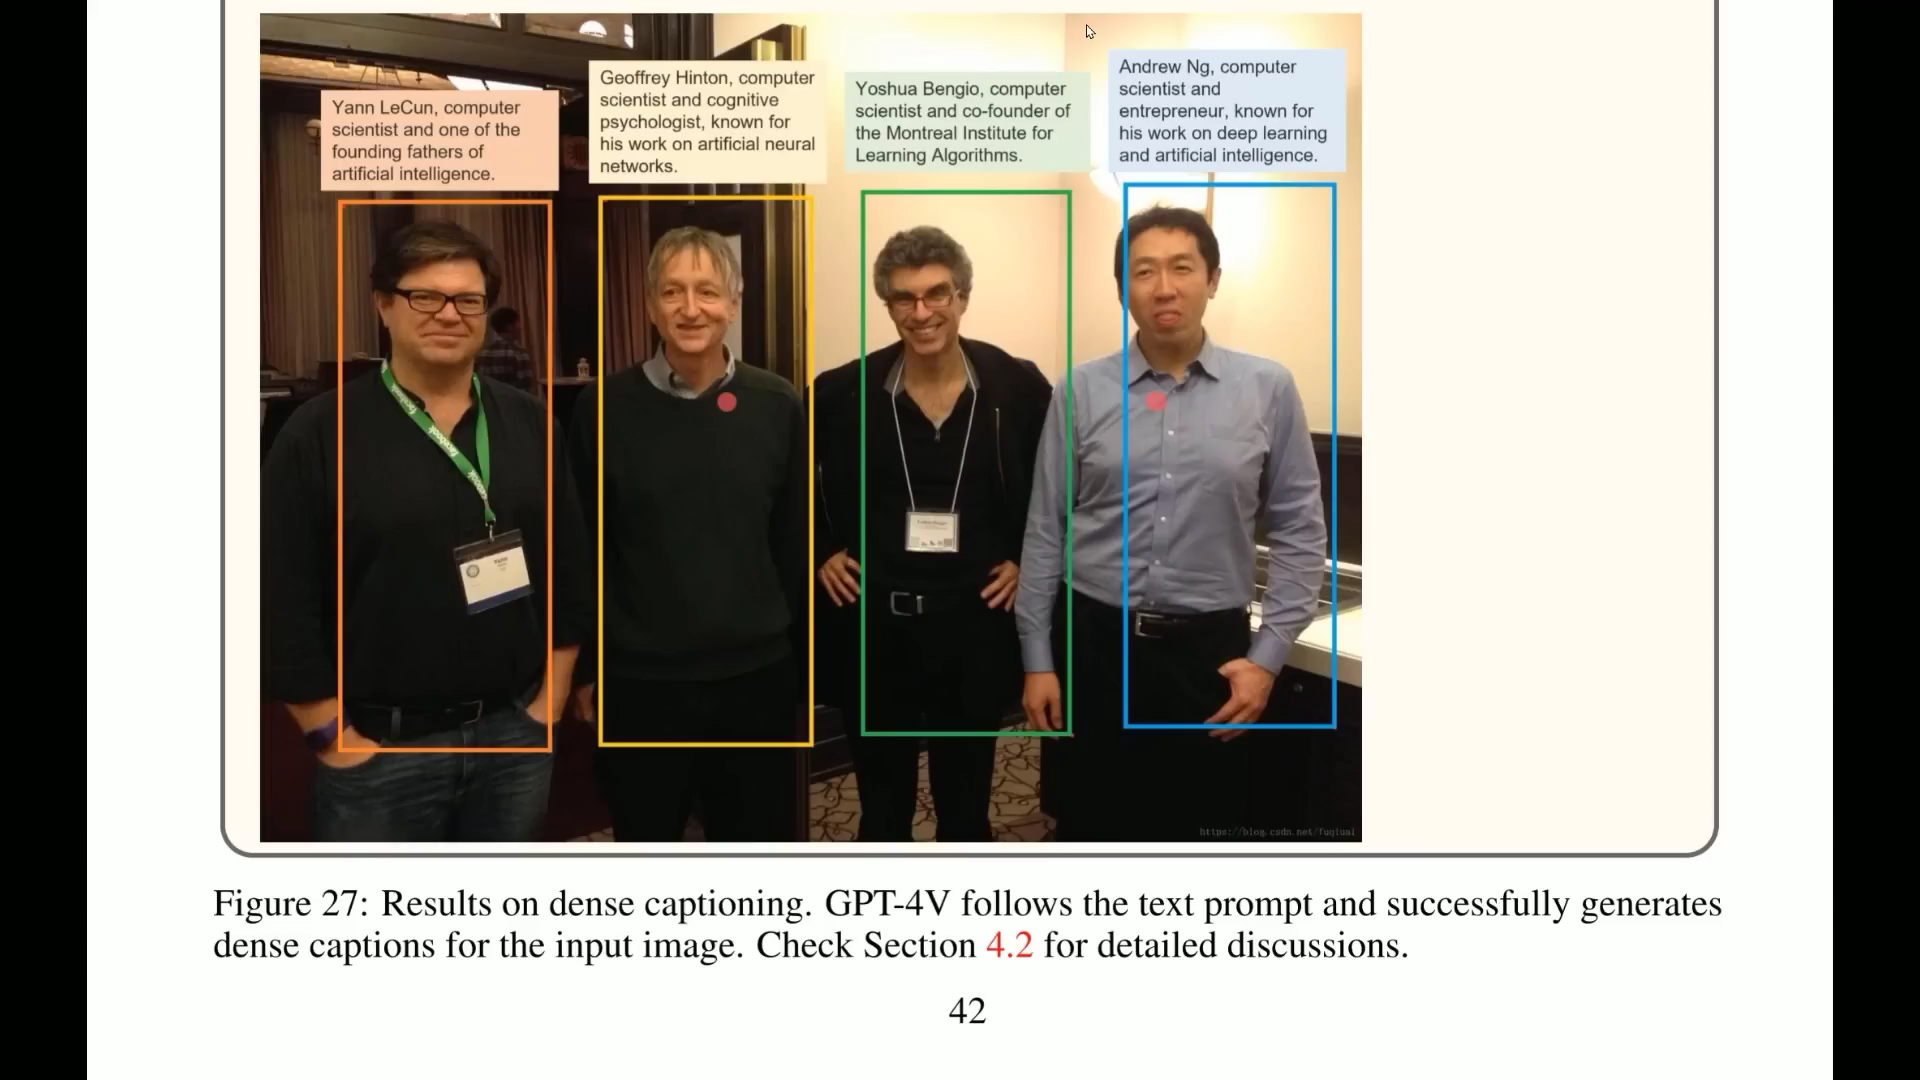 Yann LeCun, computer
scientist and one of the
founding fathers of
artificial intelligence.
Geoffrey Hinton, computer
scientist and cognitive
psychologist, known for
his work on artificial neural
networks.
Yoshua Bengio, computer
scientist and co-founder of
the Montreal Institute for
Learning Algorithms.
Andrew Ng, computer
scientist and
entrepreneur, known for
his work on deep learning
and artificial intelligence.
facebook
https://blog.csdn.net/fuqiuai
Figure 27: Results on dense captioning. GPT-4V follows the text prompt and successfully generates
dense captions for the input image. Check Section 4.2 for detailed discussions.
42